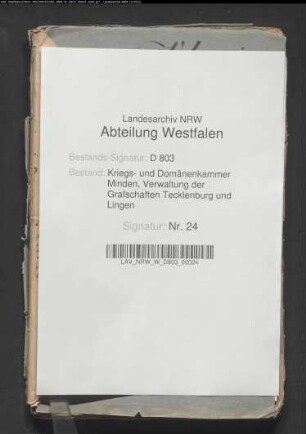 Landesarchiv NRW
Abteilung Westfalen
Bestands-Signatur: D 803
Bestand: Kriegs- und Domänenkammer
Minden, Verwaltung der
Grafschaften Tecklenburg und
Lingen
Signatur: Nr. 24
LAV_NRW_W_D803_00024